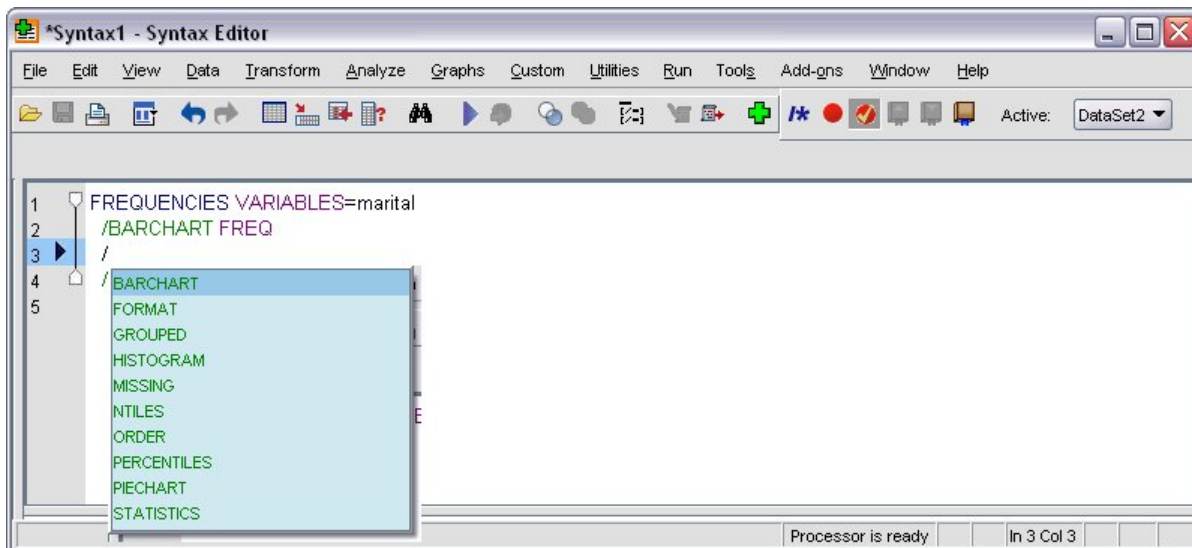 *Syntax1 - Syntax Editor
File Edit View Data Transform Analyze Graphs Custom Utilities Run Tools Add-ons Window Help
Active: DataSet2
1 FREQUENCIES VARIABLES=marital
2 /BARCHART FREQ
3 /
4 /
5
BARCHART
FORMAT
GROUPED
HISTOGRAM
MISSING
NTILES
ORDER
PERCENTILES
PIECHART
STATISTICS
Processor is ready In 3 Col 3